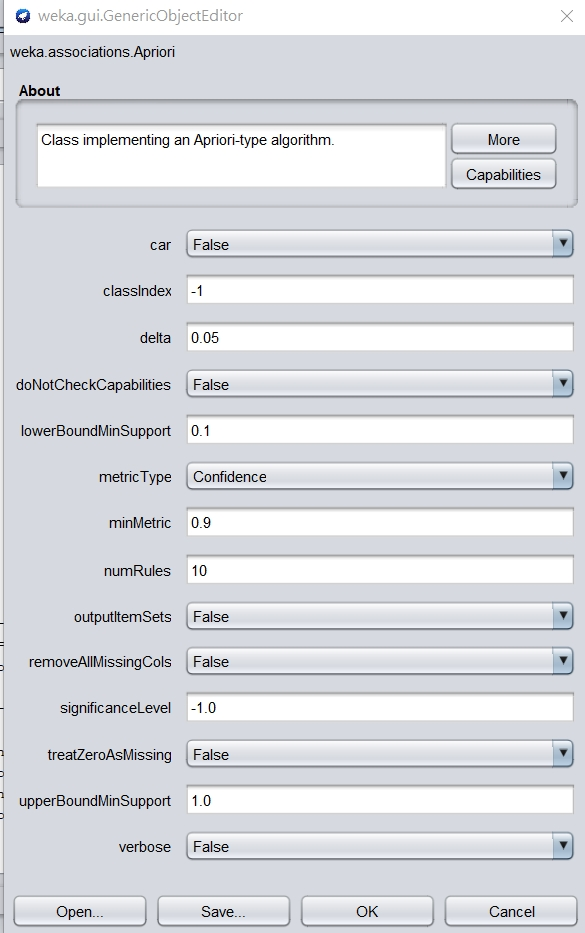 weka.gui.GenericObjectEditor
weka.associations.Apriori
About
Class implementing an Apriori-type algorithm.
More
Capabilities
car False
classIndex -1
delta 0.05
doNotCheckCapabilities False
lowerBoundMinSupport 0.1
metricType Confidence
minMetric 0.9
numRules 10
outputItemSets False
removeAllMissingCols False
significanceLevel -1.0
treatZeroAsMissing False
upperBoundMinSupport 1.0
verbose False
Open... Save... OK Cancel